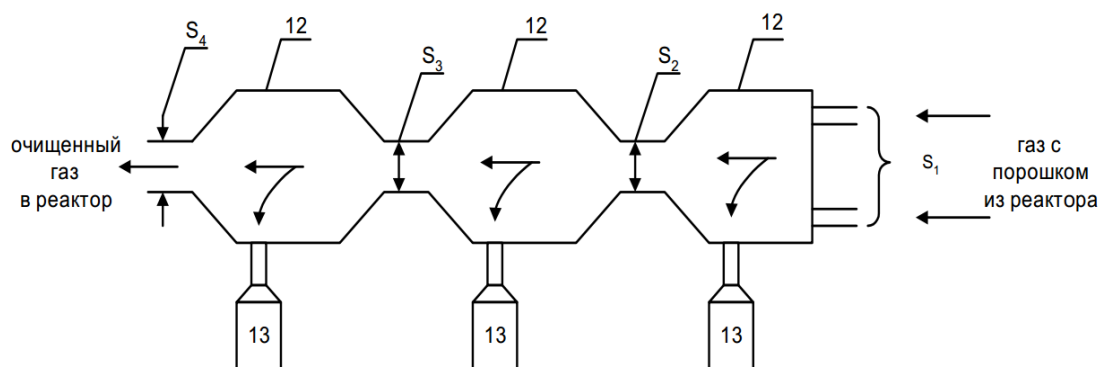 S4
12
S3
12
S2
12
очищенный
газ
в реактор
S1
газ с
порошком
из реактора
13
13
13